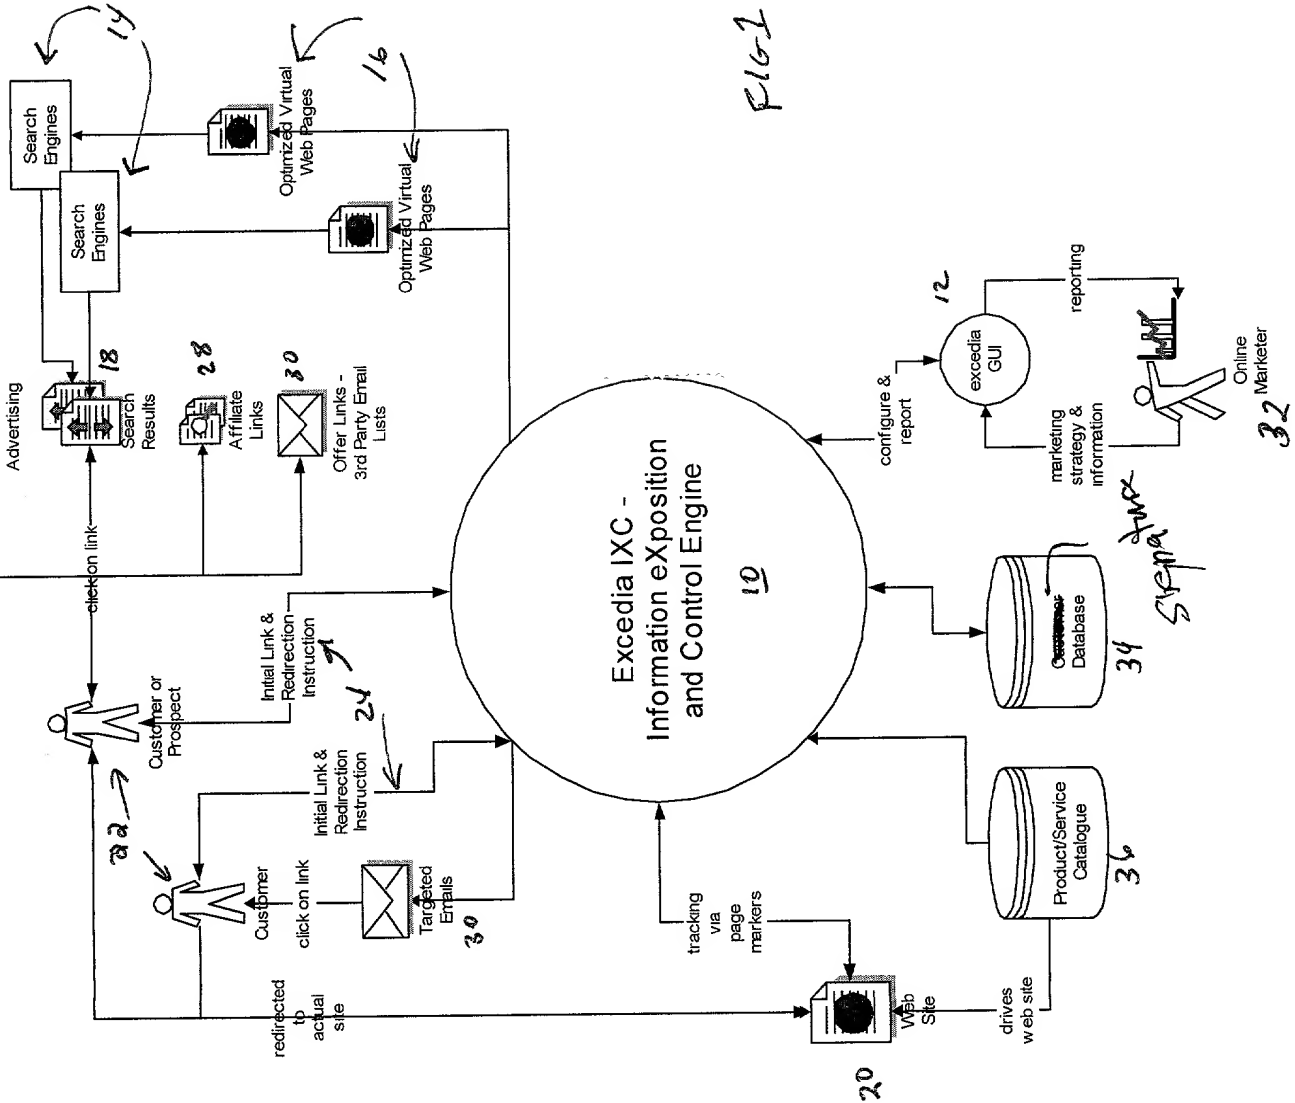 Advertising
Search
Results
18
Affiliate
Links
28
Offer Links -
3rd Party Email
Lists
30
Search
Engines
Search
Engines
14
Optimized Virtual
Web Pages
Optimized Virtual
Web Pages
16
FIG 1
click on link
Customer or
Prospect
22
Initial Link &
Redirection
Instruction
24
Initial Link &
Redirection
Instruction
Customer
click on link
Targeted
Emails
30
redirected
to
actual
site
Excedia IXC -
Information eXposition
and Control Engine
10
configure &
report
excedia
GUI
12
reporting
marketing
strategy &
information
Online
Marketer
32
Database
34
Product/Service
Catalogue
36
tracking
via
page
markers
Web
Site
20
drives
web site